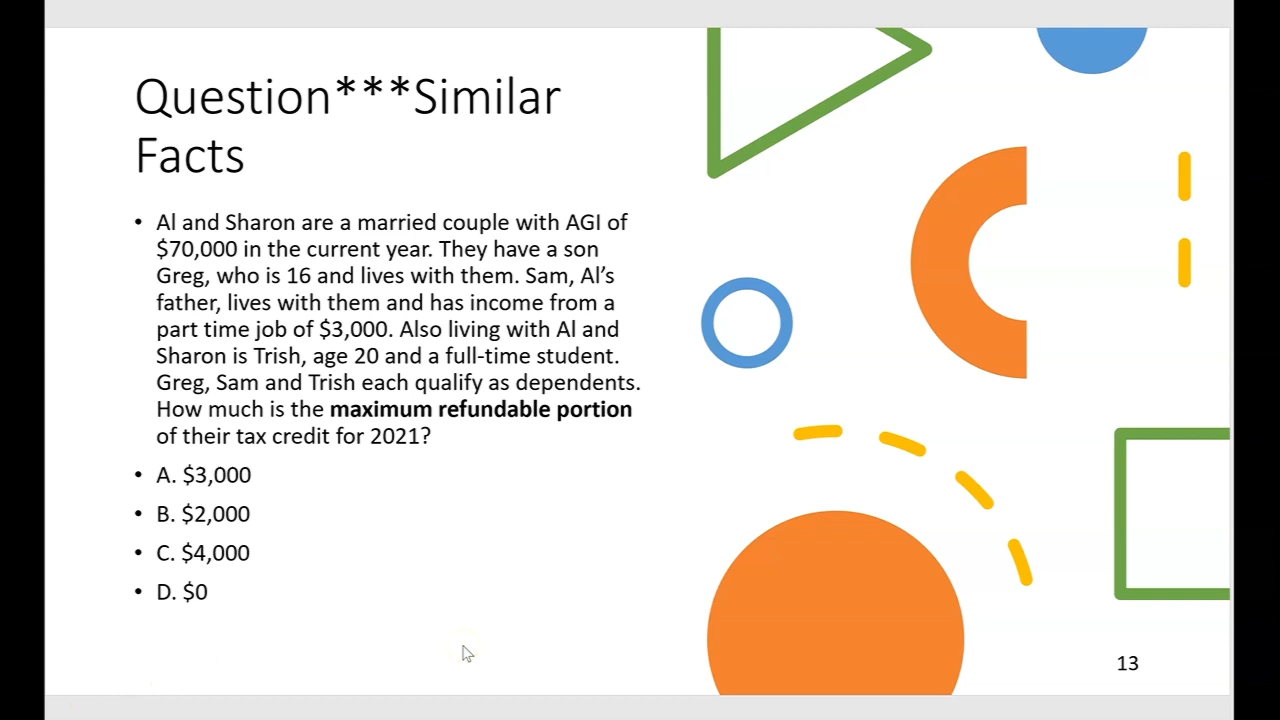 Question***Similar
Facts
• Al and Sharon are a married couple with AGI of
$70,000 in the current year. They have a son
Greg, who is 16 and lives with them. Sam, Al’s
father, lives with them and has income from a
part time job of $3,000. Also living with Al and
Sharon is Trish, age 20 and a full-time student.
Greg, Sam and Trish each qualify as dependents.
How much is the maximum refundable portion
of their tax credit for 2021?
• A. $3,000
• B. $2,000
• C. $4,000
• D. $0
13